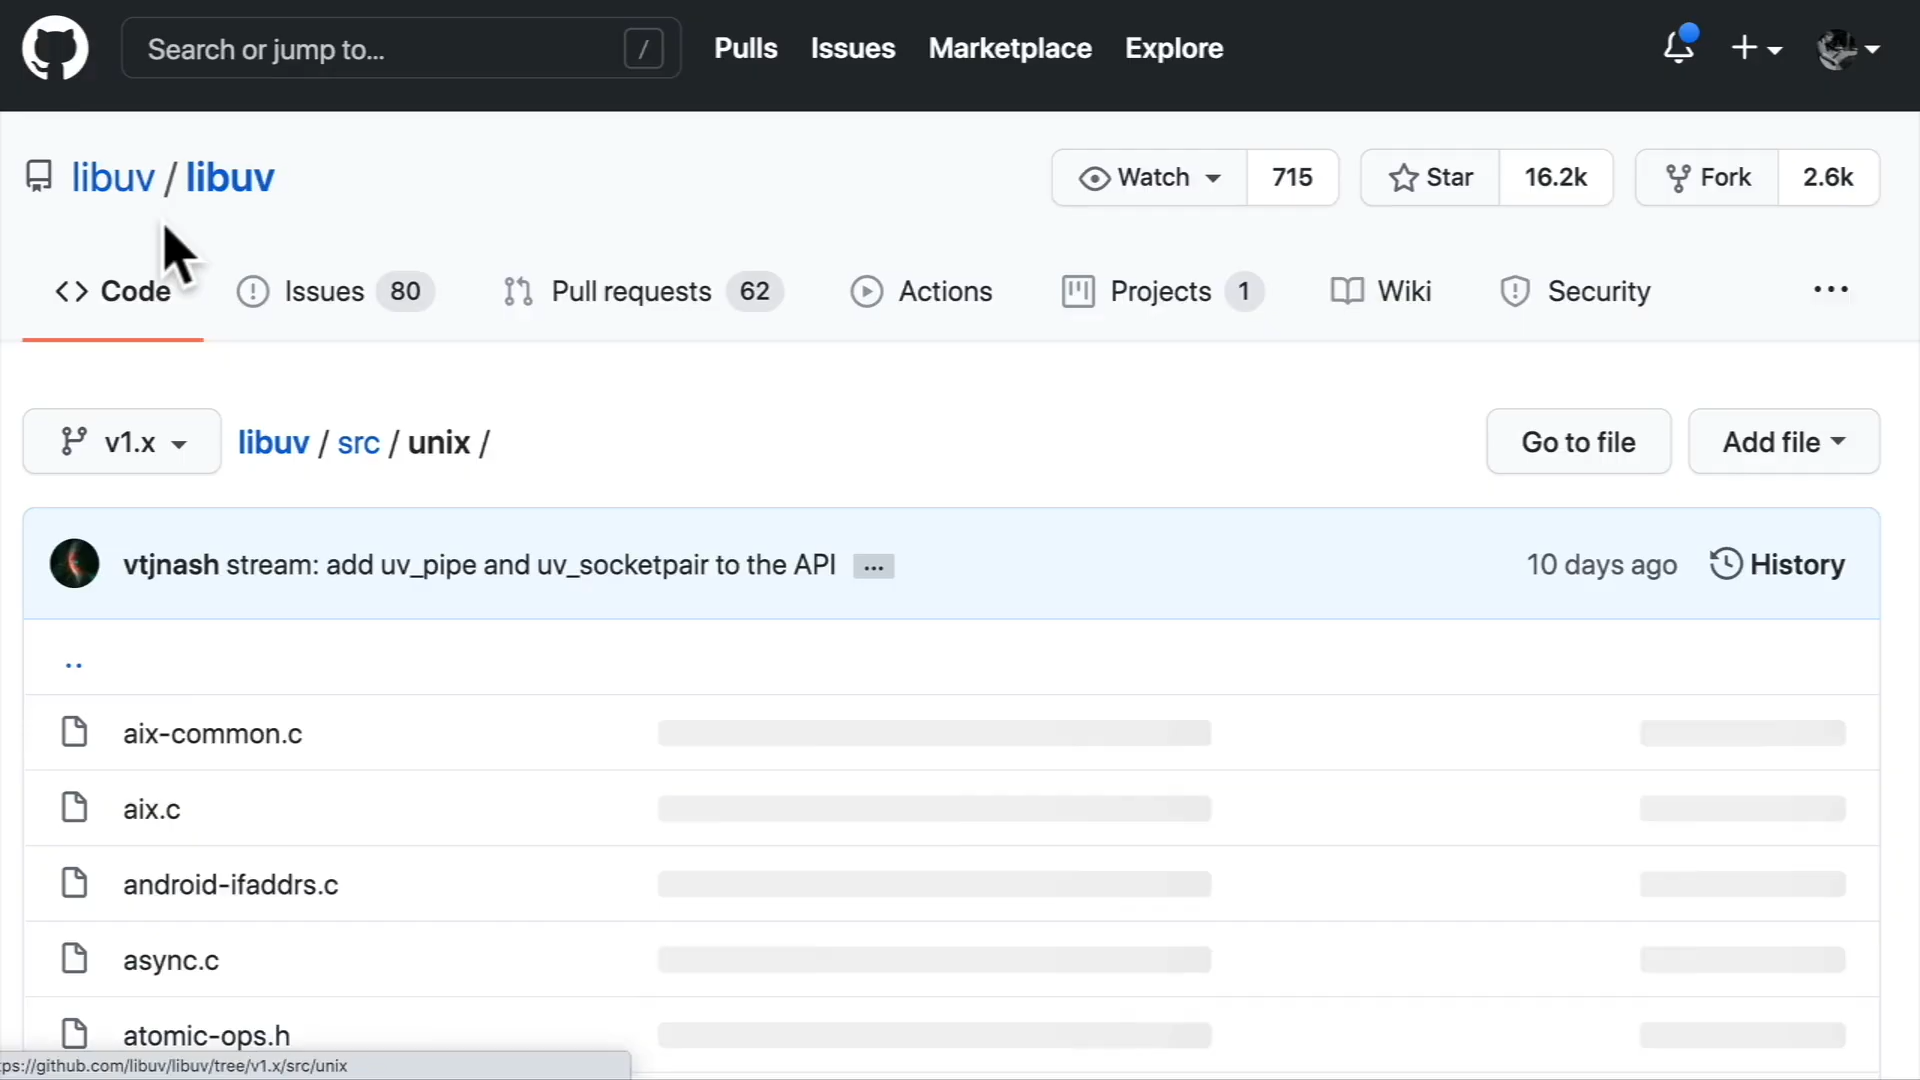 Search or jump to... /
Pulls Issues Marketplace Explore
libuv / libuv
Watch 715 Star 16.2k Fork 2.6k
Code Issues 80 Pull requests 62 Actions Projects 1 Wiki Security ...
v1.x libuv / src / unix / Go to file Add file
vtjnash stream: add uv_pipe and uv_socketpair to the API ... 10 days ago History
..
aix-common.c
aix.c
android-ifaddrs.c
async.c
atomic-ops.h
ps://github.com/libuv/libuv/tree/v1.x/src/unix